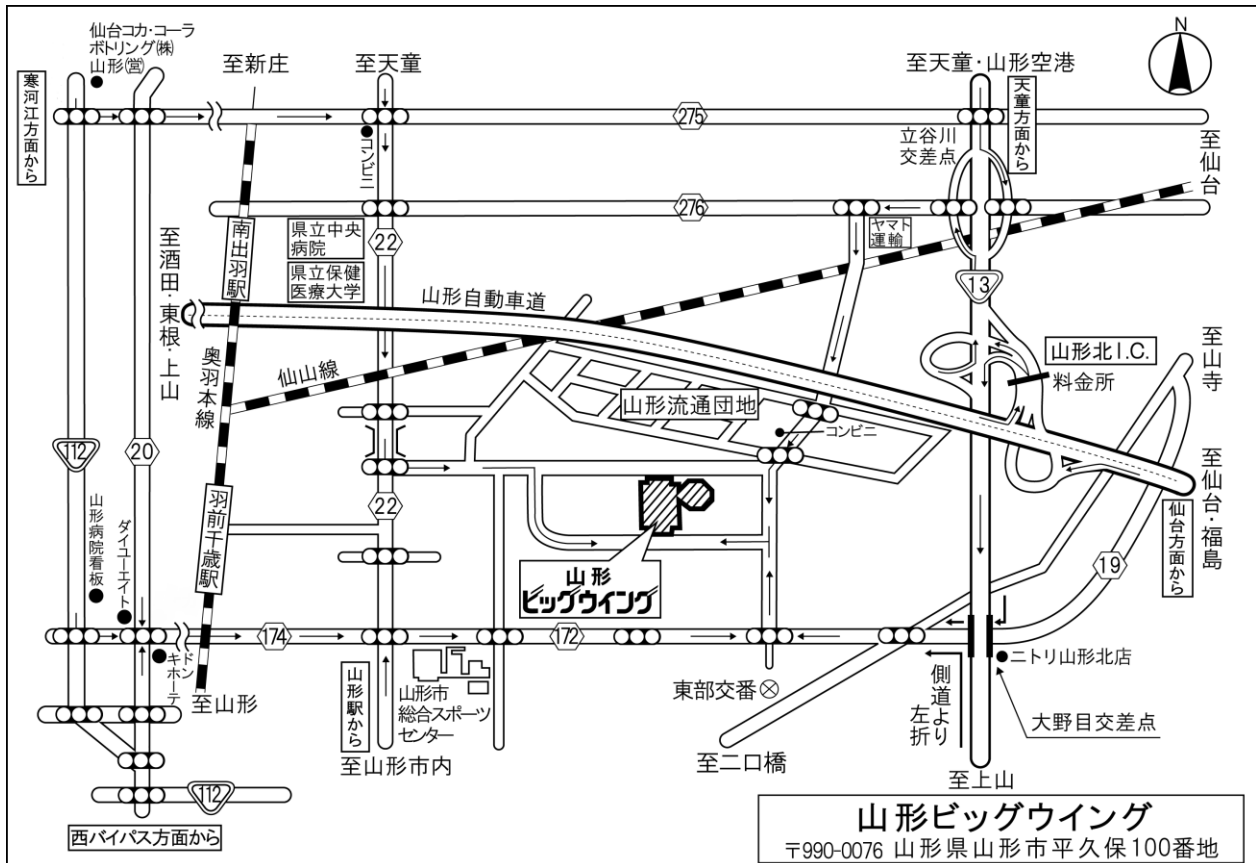 仙台コカ・コーラ
ボトリング㈱
山形㈺
至新庄
至天童
至天童・山形空港
N
寒河江方面から
天童方面から
275
コンビニ
立谷川
交差点
至仙台
276
県立中央
病院
22
ヤマト
運輸
県立保健
医療大学
南出羽駅
至酒田・東根・上山
13
山形自動車道
山形北I.C.
料金所
至山寺
奥羽本線
仙山線
山形流通団地
コンビニ
112
20
22
至仙台・福島
仙台方面から
羽前千歳駅
山形病院看板
ダイユーエイト
19
山形
ビッグウイング
174
172
ドン
キホーテ
至山形
山形駅から
山形市
総合スポーツ
センター
東部交番
側道より
左折
ニトリ山形北店
大野目交差点
至山形市内
至二口橋
至上山
112
西バイパス方面から
山形ビッグウイング
〒990-0076 山形県山形市平久保100番地